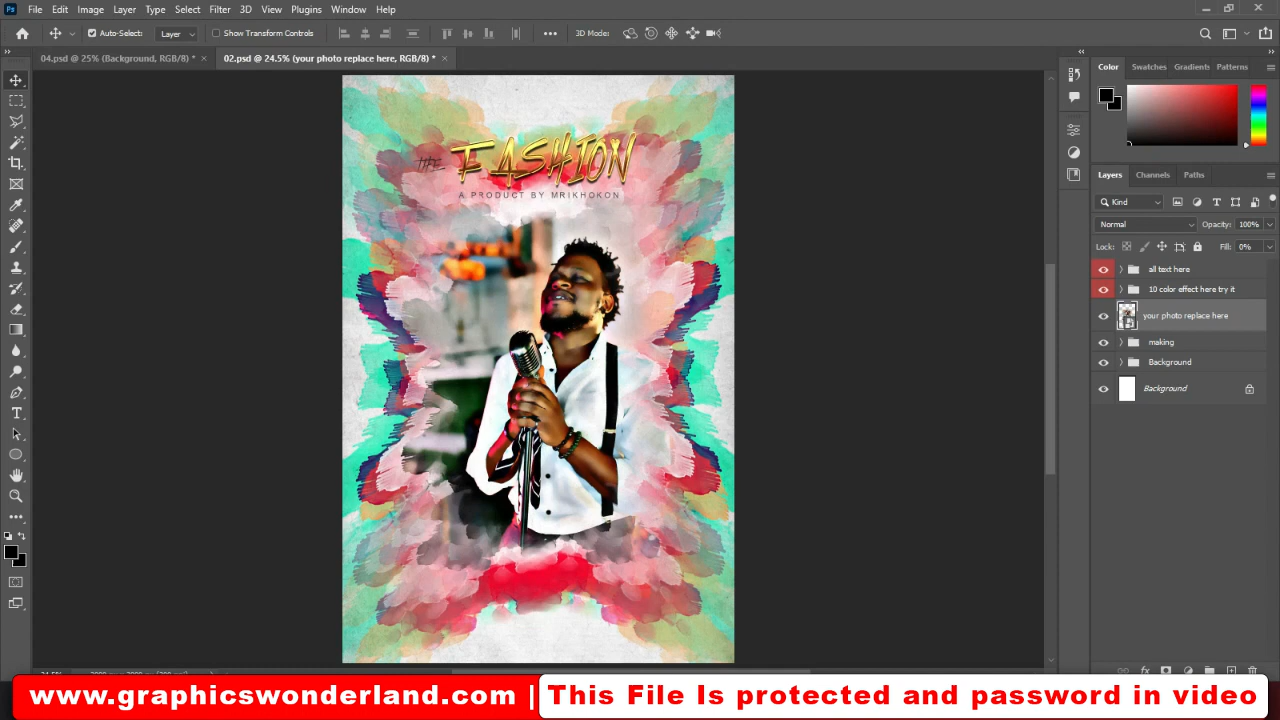 Ps File Edit Image Layer Type Select Filter 3D View Plugins Window Help
Auto-Select: Layer Show Transform Controls 3D Mode:
04.psd @ 25% (Background, RGB/8) * × 02.psd @ 24.5% (your photo replace here, RGB/8) * ×
Color Swatches Gradients Patterns
THE FASHION
A PRODUCT BY MRIKHOKON
Layers Channels Paths
Kind
Normal Opacity: 100%
Lock: Fill: 0%
all text here
10 color effect here try it
your photo replace here
making
Background
Background
www.graphicswonderland.com | This File Is protected and password in video